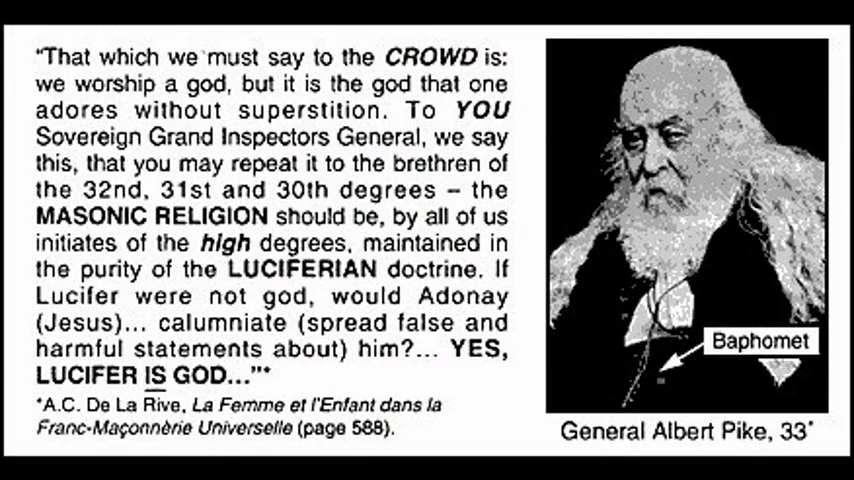 "That which we must say to the CROWD is:
we worship a god, but it is the god that one
adores without superstition. To YOU
Sovereign Grand Inspectors General, we say
this, that you may repeat it to the brethren of
the 32nd, 31st and 30th degrees – the
MASONIC RELIGION should be, by all of us
initiates of the high degrees, maintained in
the purity of the LUCIFERIAN doctrine. If
Lucifer were not god, would Adonay
(Jesus)... calumniate (spread false and
harmful statements about) him?... YES,
LUCIFER IS GOD..."*
*A.C. De La Rive, La Femme et l'Enfant dans la
Franc-Maçonnèrie Universelle (page 588).
Baphomet
General Albert Pike, 33°